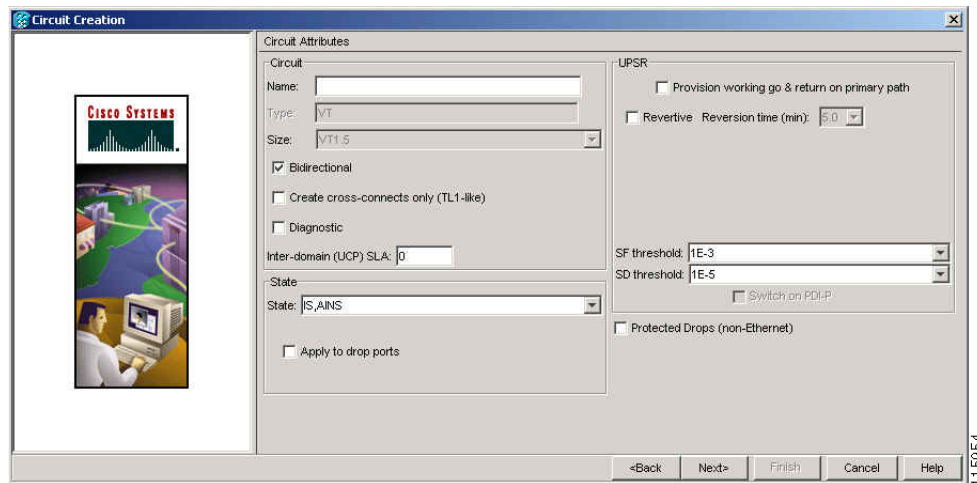 Circuit Creation
CISCO SYSTEMS
Circuit Attributes
Circuit
Name:
Type: VT
Size: VT1.5
Bidirectional
Create cross-connects only (TL1-like)
Diagnostic
Inter-domain (UCP) SLA: 0
State
State: IS,AINS
Apply to drop ports
UPSR
Provision working go & return on primary path
Revertive Reversion time (min): 5.0
SF threshold: 1E-3
SD threshold: 1E-5
Switch on PDI-P
Protected Drops (non-Ethernet)
<Back Next> Finish Cancel Help